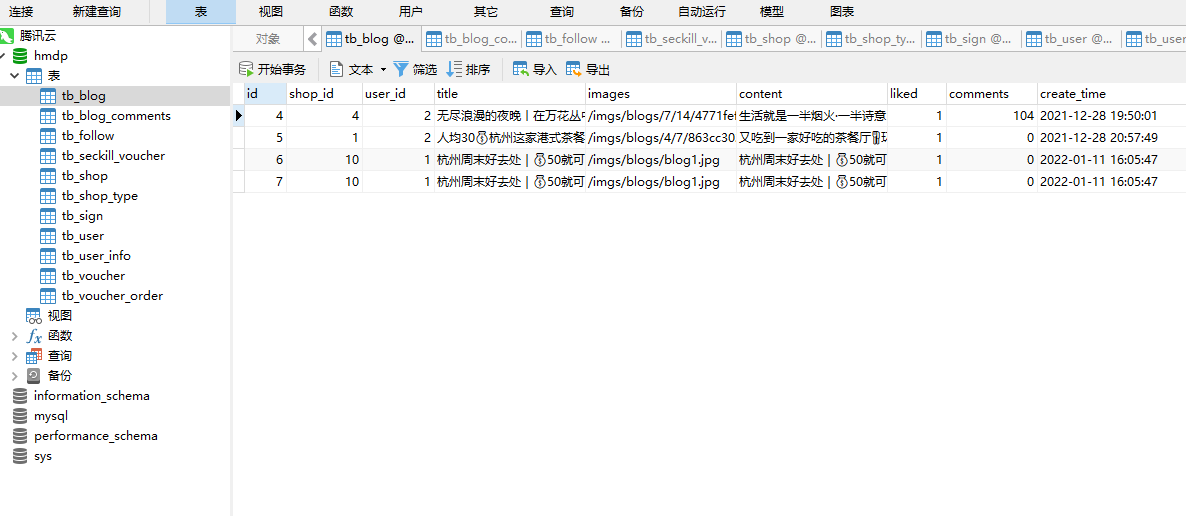 连接 新建查询 表 视图 函数 用户 其它 查询 备份 自动运行 模型 图表
腾讯云
hmdp
表
tb_blog
tb_blog_comments
tb_follow
tb_seckill_voucher
tb_shop
tb_shop_type
tb_sign
tb_user
tb_user_info
tb_voucher
tb_voucher_order
视图
函数
查询
备份
information_schema
mysql
performance_schema
sys
对象 tb_blog @... tb_blog_co... tb_follow ... tb_seckill_v... tb_shop @... tb_shop_ty... tb_sign @... tb_user @... tb_user
开始事务 文本 筛选 排序 导入 导出
id shop_id user_id title images content liked comments create_time
4 4 2 无尽浪漫的夜晚丨在万花丛 /imgs/blogs/7/14/4771fe 生活就是一半烟火·一半诗意 1 104 2021-12-28 19:50:01
5 1 2 人均30💰杭州这家港式茶餐 /imgs/blogs/4/7/863cc30 又吃到一家好吃的茶餐厅 1 0 2021-12-28 20:57:49
6 10 1 杭州周末好去处｜💰50就可 /imgs/blogs/blog1.jpg 杭州周末好去处｜💰50就可 1 0 2022-01-11 16:05:47
7 10 1 杭州周末好去处｜💰50就可 /imgs/blogs/blog1.jpg 杭州周末好去处｜💰50就可 1 0 2022-01-11 16:05:47